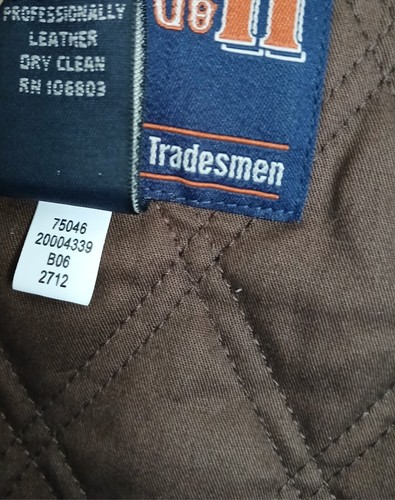 PROFESSIONALLY
LEATHER
DRY CLEAN
RN 106803
Tradesmen
75046
20004339
B06
2712